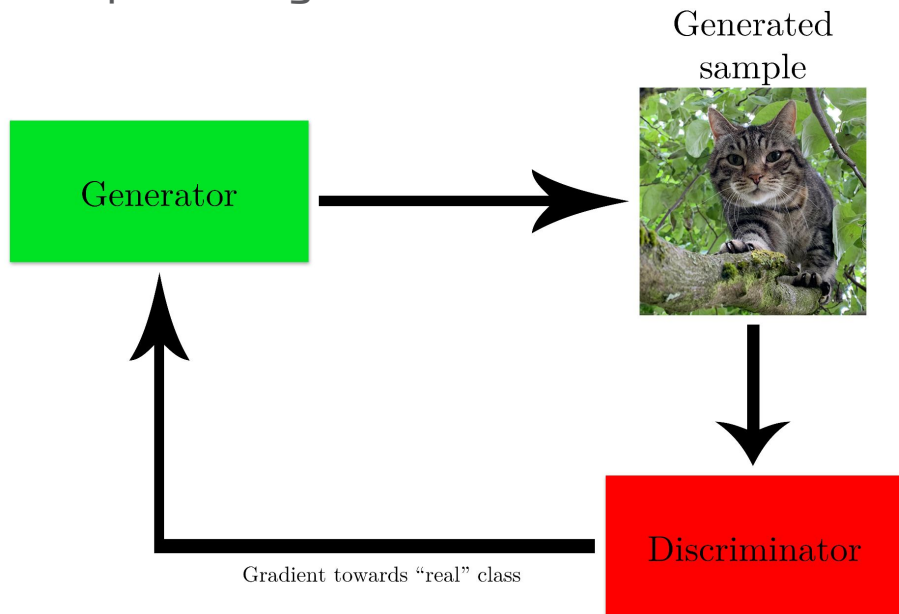 Generated
sample
Generator
Discriminator
Gradient towards “real” class